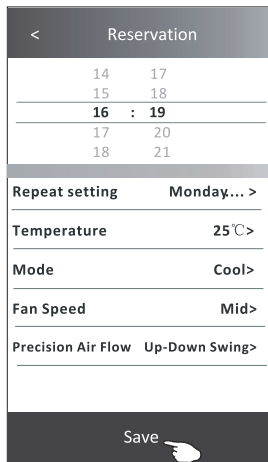 < Reservation
14 17
15 18
16 : 19
17 20
18 21
Repeat setting Monday.... >
Temperature 25℃>
Mode Cool>
Fan Speed Mid>
Precision Air Flow Up-Down Swing>
Save